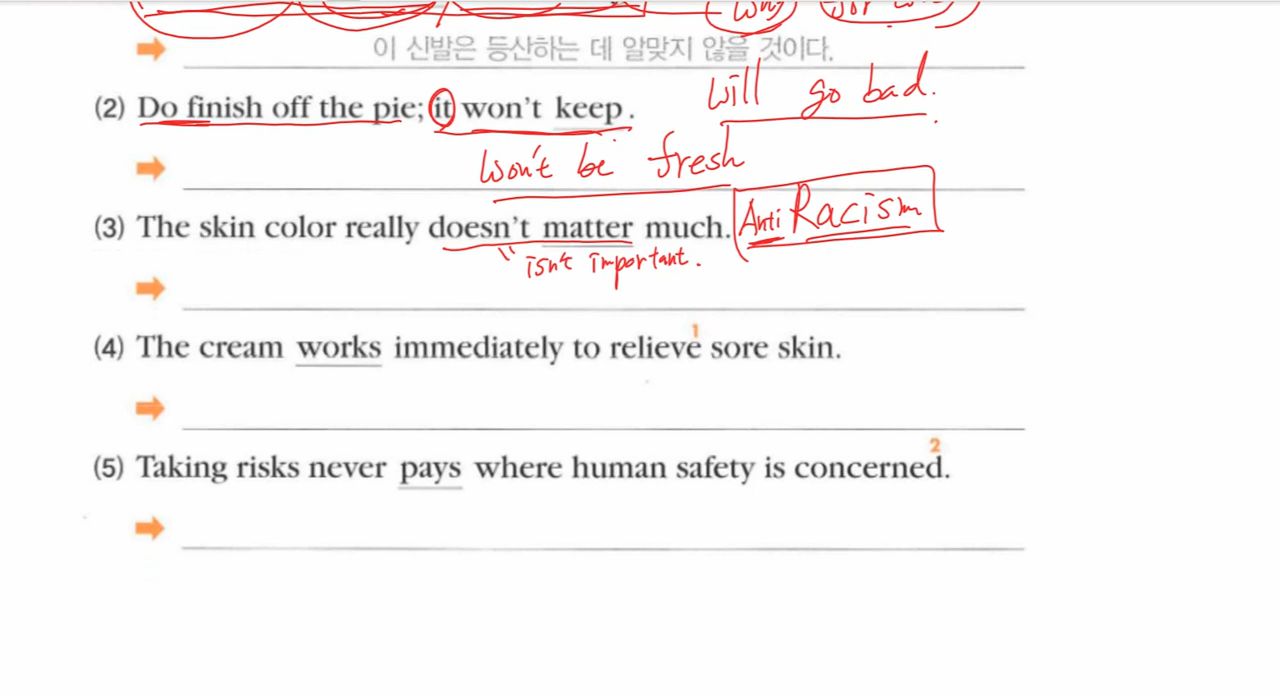 이 신발은 등산하는 데 알맞지 않을 것이다.
will go bad.
(2) Do finish off the pie; it won't keep.
won't be fresh
(3) The skin color really doesn't matter much.
Anti Racism
" isn't important.
1
(4) The cream works immediately to relieve sore skin.
2
(5) Taking risks never pays where human safety is concerned.